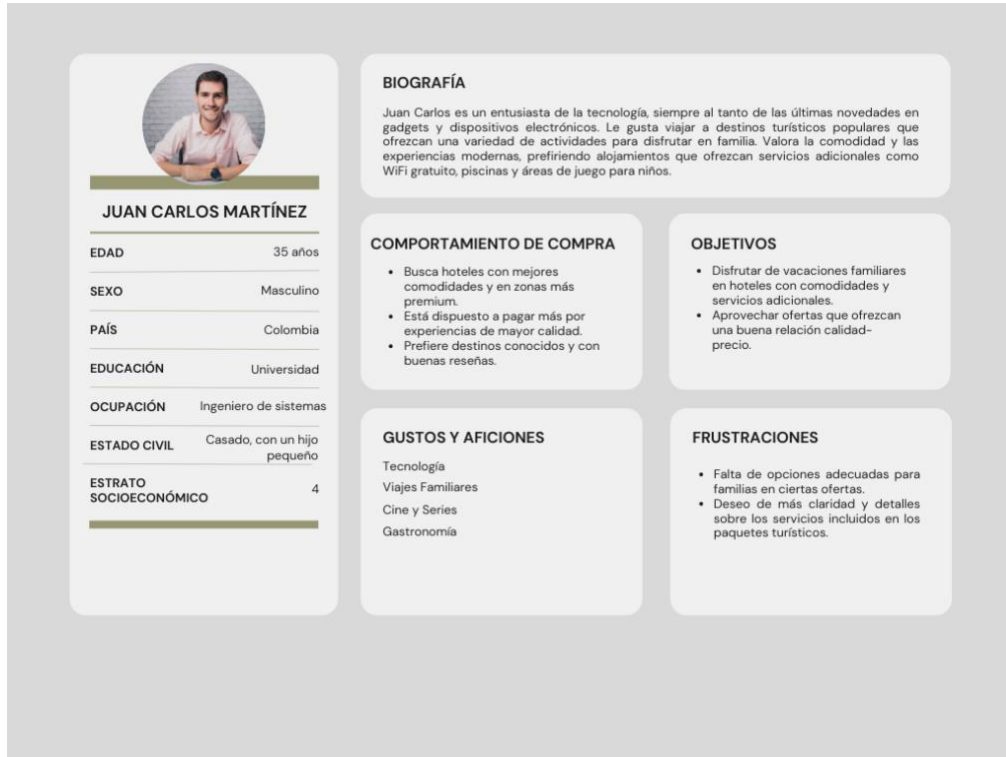 JUAN CARLOS MARTÍNEZ
EDAD 35 años
SEXO Masculino
PAÍS Colombia
EDUCACIÓN Universidad
OCUPACIÓN Ingeniero de sistemas
ESTADO CIVIL Casado, con un hijo
pequeño
ESTRATO
SOCIOECONÓMICO 4
BIOGRAFÍA
Juan Carlos es un entusiasta de la tecnología, siempre al tanto de las últimas novedades en
gadgets y dispositivos electrónicos. Le gusta viajar a destinos turísticos populares que
ofrezcan una variedad de actividades para disfrutar en familia. Valora la comodidad y las
experiencias modernas, prefiriendo alojamientos que ofrezcan servicios adicionales como
WiFi gratuito, piscinas y áreas de juego para niños.
COMPORTAMIENTO DE COMPRA
• Busca hoteles con mejores
comodidades y en zonas más
premium.
• Está dispuesto a pagar más por
experiencias de mayor calidad.
• Prefiere destinos conocidos y con
buenas reseñas.
OBJETIVOS
• Disfrutar de vacaciones familiares
en hoteles con comodidades y
servicios adicionales.
• Aprovechar ofertas que ofrezcan
una buena relación calidad-
precio.
GUSTOS Y AFICIONES
Tecnología
Viajes Familiares
Cine y Series
Gastronomía
FRUSTRACIONES
• Falta de opciones adecuadas para
familias en ciertas ofertas.
• Deseo de más claridad y detalles
sobre los servicios incluidos en los
paquetes turísticos.